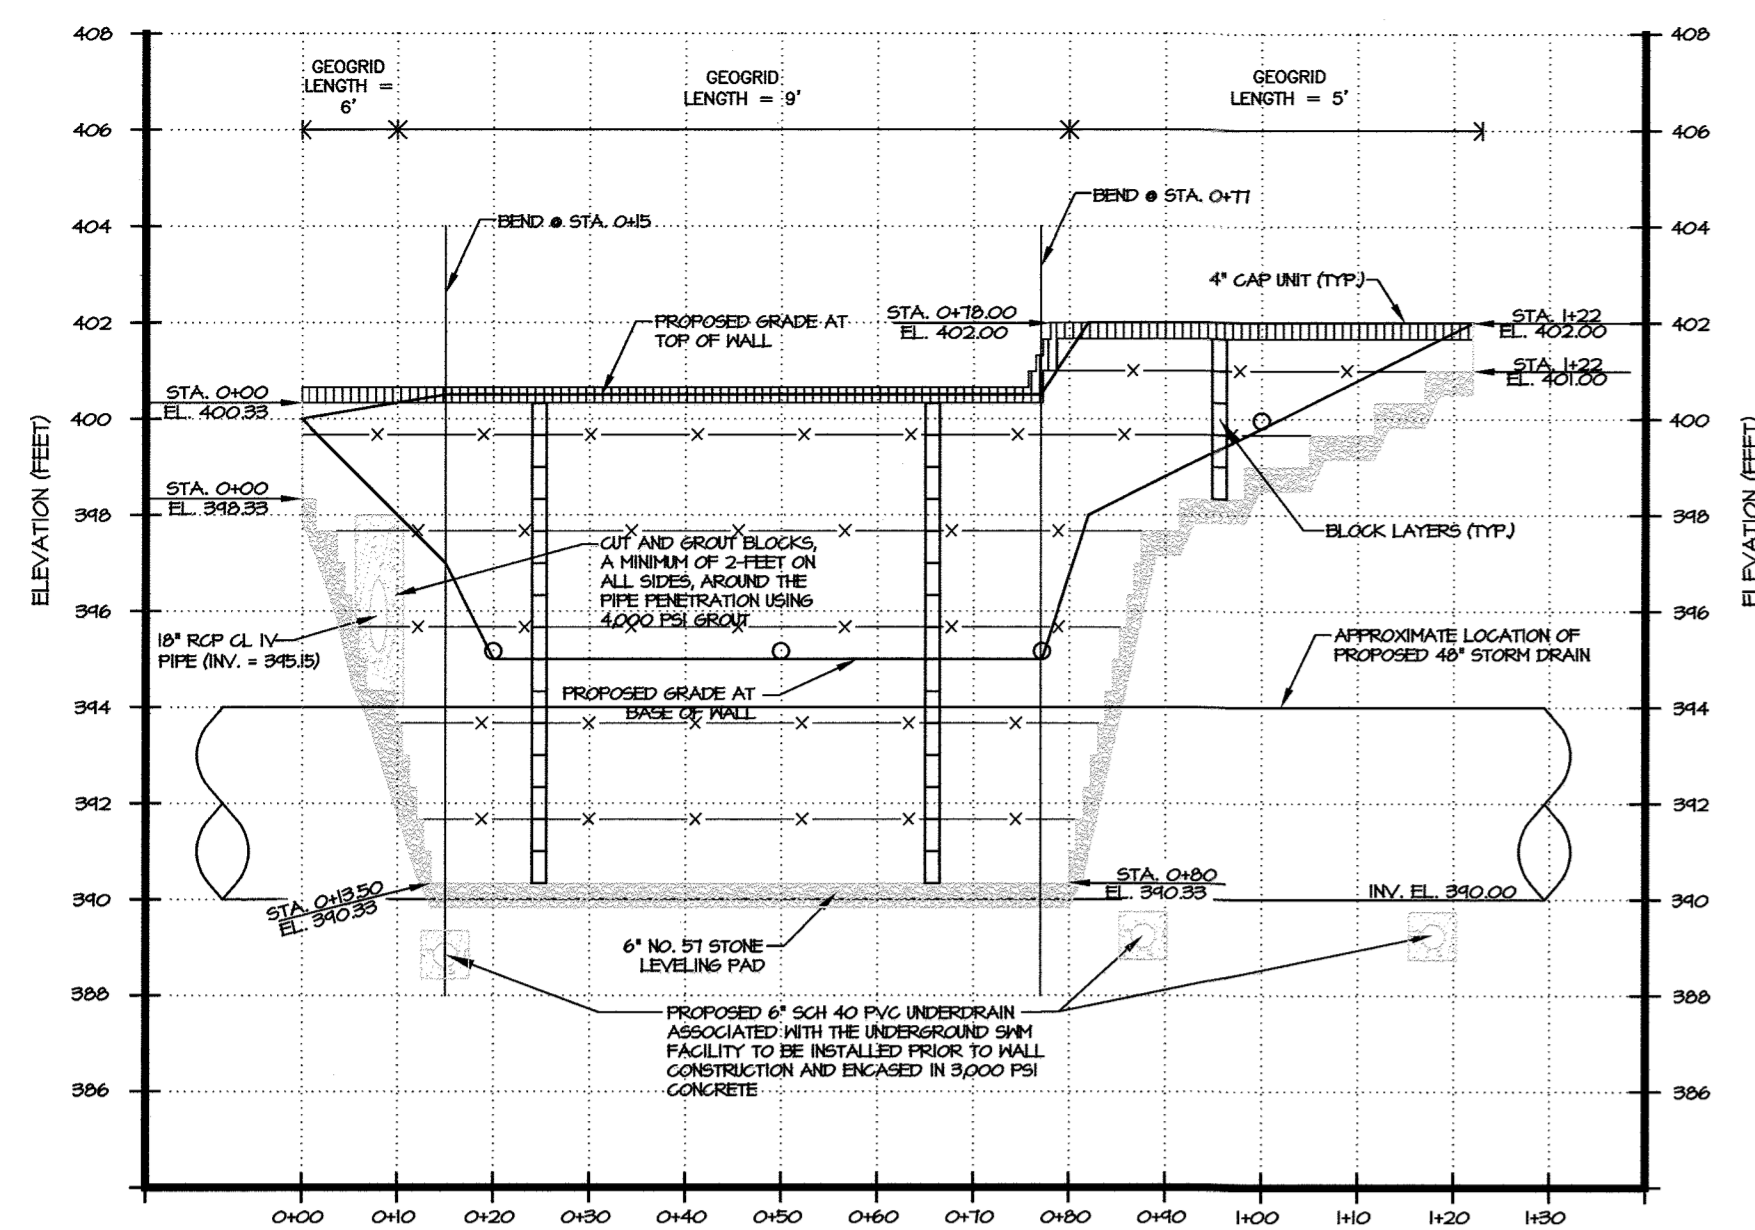 408
408
GEOGRID
LENGTH =
6'
GEOGRID
LENGTH = 9'
GEOGRID
LENGTH = 5'
406
406
BEND @ STA. 0+77
404
BEND @ STA. 0+15
404
4" CAP UNIT (TYP.)
402
PROPOSED GRADE AT
TOP OF WALL
STA. 0+78.00
EL. 402.00
STA. 1+22
EL. 402.00
402
STA. 1+22
EL. 401.00
STA. 0+00
EL. 400.33
400
400
ELEVATION (FEET)
ELEVATION (FEET)
STA. 0+00
EL. 398.33
398
398
BLOCK LAYERS (TYP.)
CUT AND GROUT BLOCKS,
A MINIMUM OF 2-FEET ON
ALL SIDES, AROUND THE
PIPE PENETRATION USING
4,000 PSI GROUT
396
396
18" RCP CL IV
PIPE (INV. = 395.15)
APPROXIMATE LOCATION OF
PROPOSED 48" STORM DRAIN
PROPOSED GRADE AT
BASE OF WALL
394
394
392
392
STA. 0+13.50
EL. 390.33
STA. 0+80
EL. 390.33
INV. EL. 390.00
390
390
6" NO. 57 STONE
LEVELING PAD
388
388
PROPOSED 6" SCH 40 PVC UNDERDRAIN
ASSOCIATED WITH THE UNDERGROUND SWM
FACILITY TO BE INSTALLED PRIOR TO WALL
CONSTRUCTION AND ENCASED IN 3,000 PSI
CONCRETE
386
386
0+00 0+10 0+20 0+30 0+40 0+50 0+60 0+70 0+80 0+90 1+00 1+10 1+20 1+30